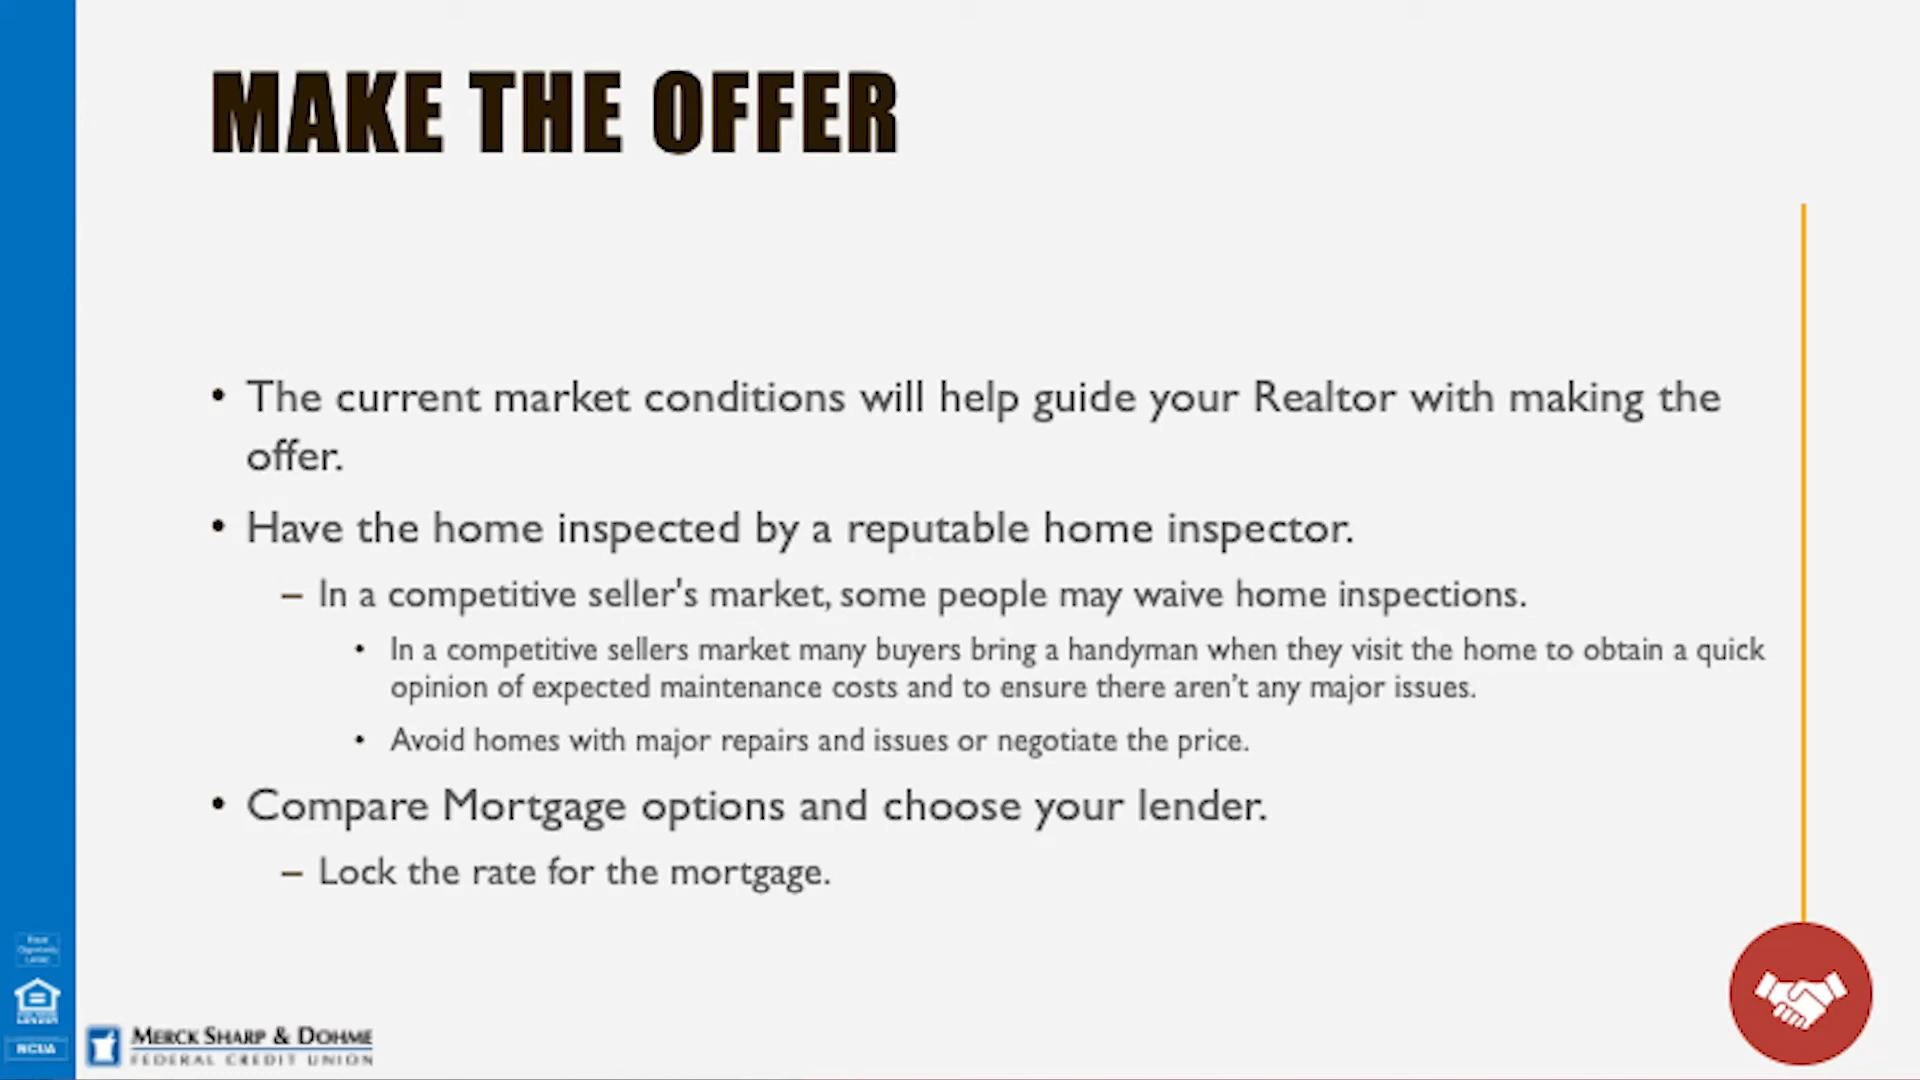 MAKE THE OFFER
• The current market conditions will help guide your Realtor with making the
offer.
• Have the home inspected by a reputable home inspector.
– In a competitive seller's market, some people may waive home inspections.
• In a competitive sellers market many buyers bring a handyman when they visit the home to obtain a quick
opinion of expected maintenance costs and to ensure there aren’t any major issues.
• Avoid homes with major repairs and issues or negotiate the price.
• Compare Mortgage options and choose your lender.
– Lock the rate for the mortgage.
NCUA
MERCK SHARP & DOHME
FEDERAL CREDIT UNION